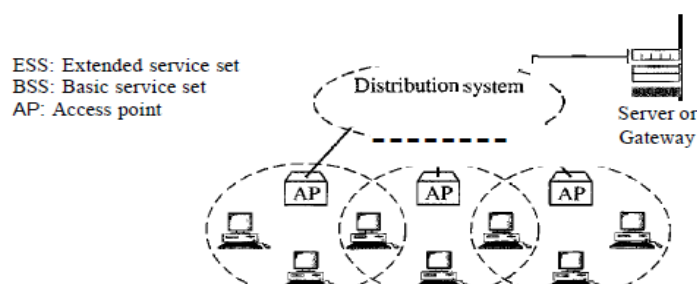 ESS: Extended service set
BSS: Basic service set
AP: Access point
Distribution system
Server or
Gateway
AP
AP
AP